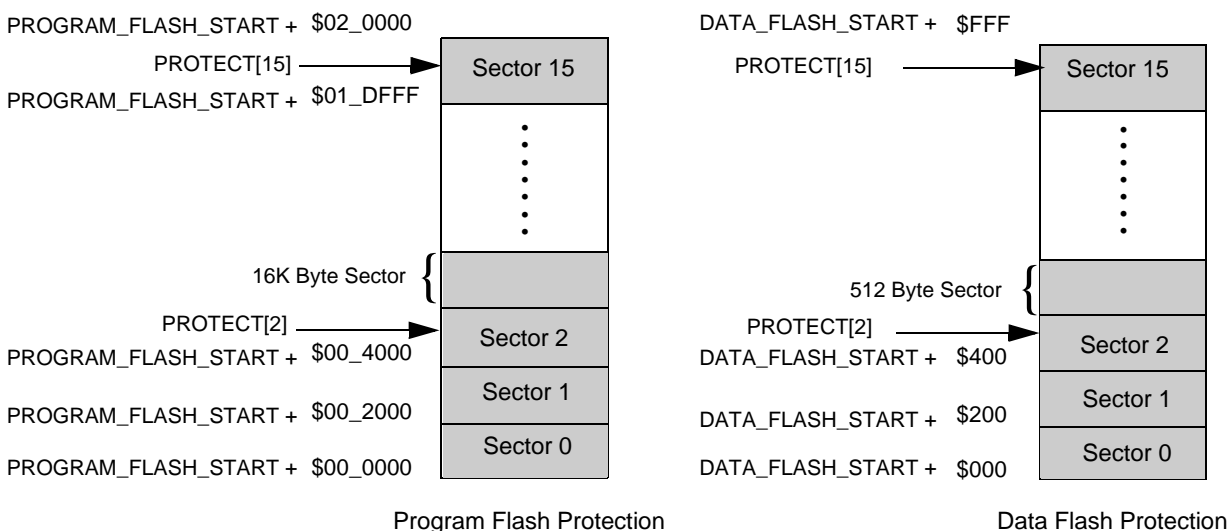 PROGRAM_FLASH_START + $02_0000
PROTECT[15]
Sector 15
PROGRAM_FLASH_START + $01_DFFF
16K Byte Sector {
PROTECT[2]
Sector 2
PROGRAM_FLASH_START + $00_4000
Sector 1
PROGRAM_FLASH_START + $00_2000
Sector 0
PROGRAM_FLASH_START + $00_0000
Program Flash Protection
DATA_FLASH_START + $FFF
PROTECT[15]
Sector 15
512 Byte Sector {
PROTECT[2]
Sector 2
DATA_FLASH_START + $400
Sector 1
DATA_FLASH_START + $200
Sector 0
DATA_FLASH_START + $000
Data Flash Protection